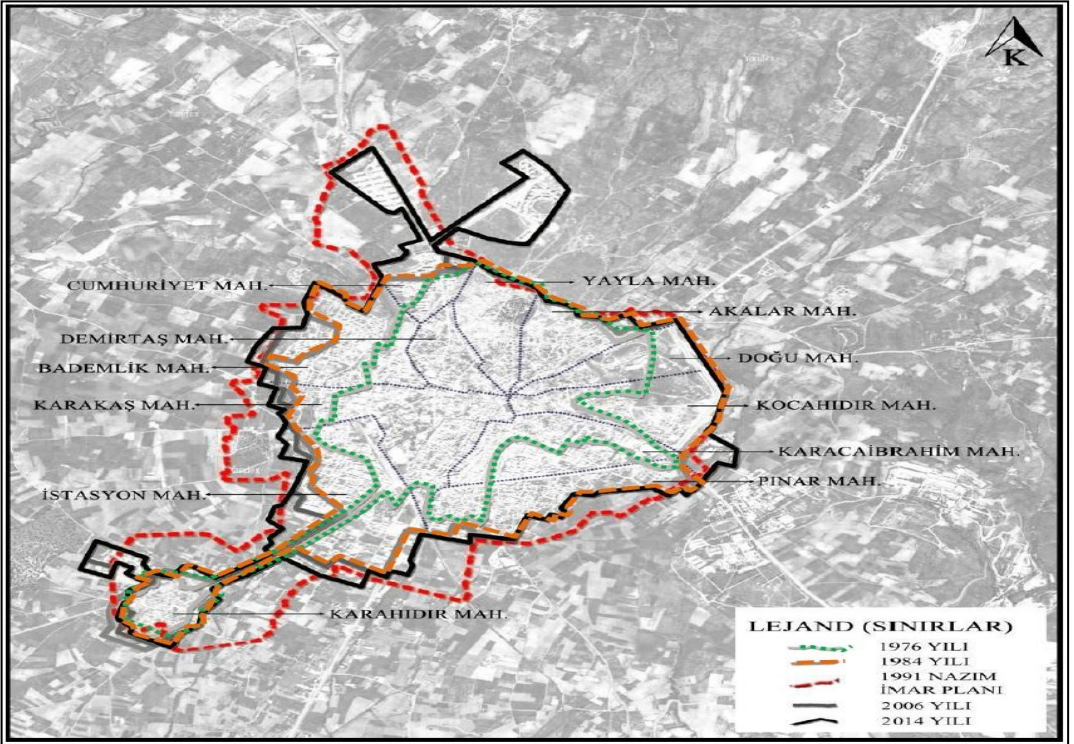 K
CUMHURİYET MAH.
YAYLA MAH.
AKALAR MAH.
DEMİRTAŞ MAH.
DOĞU MAH.
BADEMLİK MAH.
KARAKAŞ MAH.
KOCAHIDIR MAH.
KARACAİBRAHİM MAH.
PINAR MAH.
İSTASYON MAH.
KARAHIDIR MAH.
LEJAND (SINIRLAR)
1976 YILI
1984 YILI
1991 NAZIM
İMAR PLANI
2006 YILI
2014 YILI